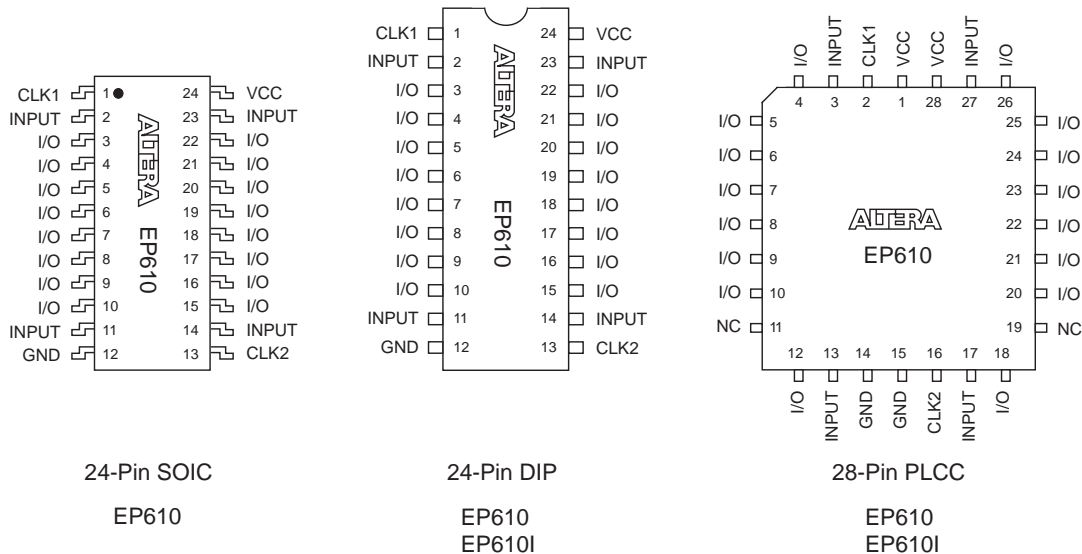 CLK1 1 24 VCC
INPUT 2 23 INPUT
I/O 3 22 I/O
I/O 4 21 I/O
I/O 5 20 I/O
I/O 6 19 I/O
I/O 7 18 I/O
I/O 8 17 I/O
I/O 9 16 I/O
I/O 10 15 I/O
INPUT 11 14 INPUT
GND 12 13 CLK2
ALTERA
EP610
24-Pin SOIC
EP610
CLK1 1 24 VCC
INPUT 2 23 INPUT
I/O 3 22 I/O
I/O 4 21 I/O
I/O 5 20 I/O
I/O 6 19 I/O
I/O 7 18 I/O
I/O 8 17 I/O
I/O 9 16 I/O
I/O 10 15 I/O
INPUT 11 14 INPUT
GND 12 13 CLK2
ALTERA
EP610
24-Pin DIP
EP610
EP610I
I/O INPUT CLK1 VCC VCC INPUT I/O
4 3 2 1 28 27 26
I/O 5 25 I/O
I/O 6 24 I/O
I/O 7 23 I/O
I/O 8 22 I/O
I/O 9 21 I/O
I/O 10 20 I/O
NC 11 19 NC
ALTERA
EP610
12 13 14 15 16 17 18
I/O INPUT GND GND CLK2 INPUT I/O
28-Pin PLCC
EP610
EP610I